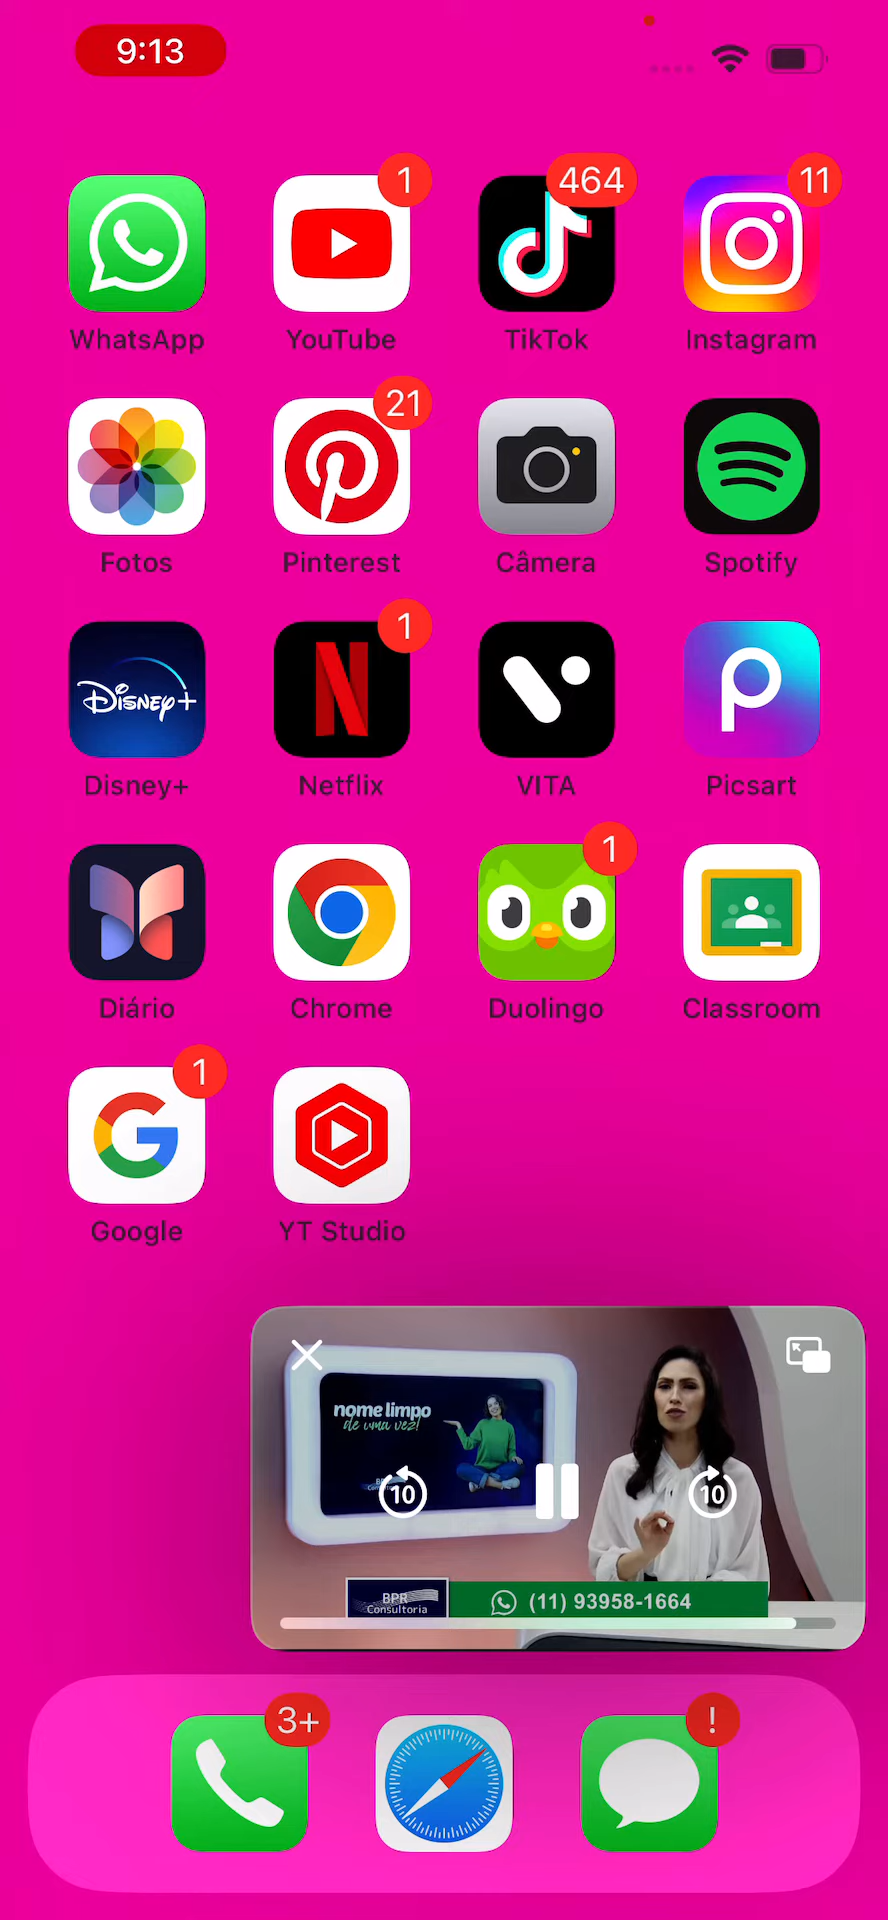 9:13
1
464
11
WhatsApp
YouTube
TikTok
Instagram
21
Fotos
Pinterest
Câmera
Spotify
1
Disney+
N
Disney+
Netflix
VITA
Picsart
1
Diário
Chrome
Duolingo
Classroom
1
G
Google
YT Studio
nome limpo
de uma vez!
10
10
BPR
Consultoria
(11) 93958-1664
3+
!